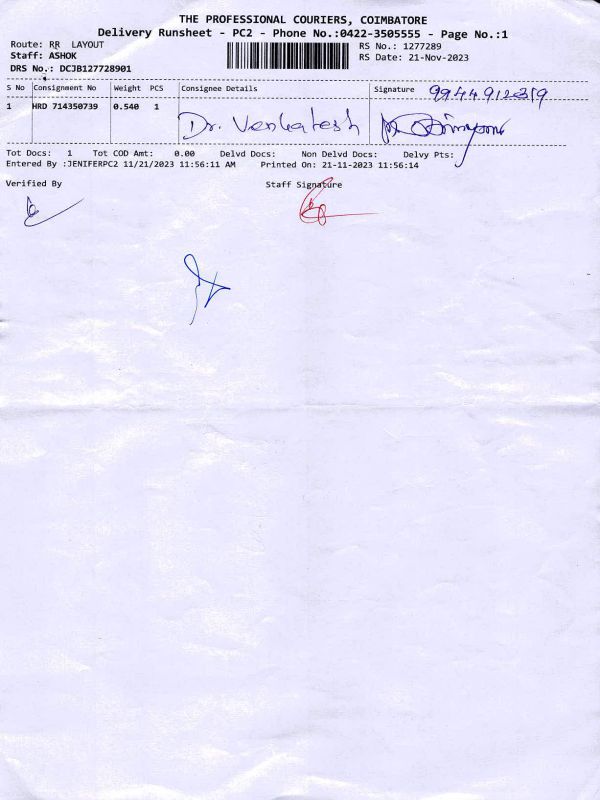 THE PROFESSIONAL COURIERS, COIMBATORE
Delivery Runsheet - PC2 - Phone No.:0422-3505555 - Page No.:1
Route: RR LAYOUT
RS No.: 1277289
Staff: ASHOK
RS Date: 21-Nov-2023
DRS No.: DCJB127728901
S No Consignment No Weight PCS Consignee Details Signature 9944912819
1 HRD 714350739 0.540 1
Dr. Venkatesh
Tot Docs: 1 Tot COD Amt: 0.00 Delvd Docs: Non Delvd Docs: Delvy Pts:
Entered By :JENIFERPC2 11/21/2023 11:56:11 AM Printed On: 21-11-2023 11:56:14
Verified By Staff Signature